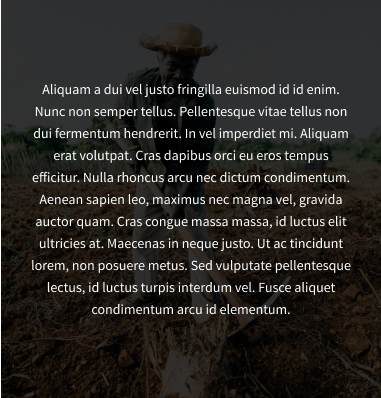 Aliquam a dui vel justo fringilla euismod id id enim.
Nunc non semper tellus. Pellentesque vitae tellus non
dui fermentum hendrerit. In vel imperdiet mi. Aliquam
erat volutpat. Cras dapibus orci eu eros tempus
efficitur. Nulla rhoncus arcu nec dictum condimentum.
Aenean sapien leo, maximus nec magna vel, gravida
auctor quam. Cras congue massa massa, id luctus elit
ultricies at. Maecenas in neque justo. Ut ac tincidunt
lorem, non posuere metus. Sed vulputate pellentesque
lectus, id luctus turpis interdum vel. Fusce aliquet
condimentum arcu id elementum.